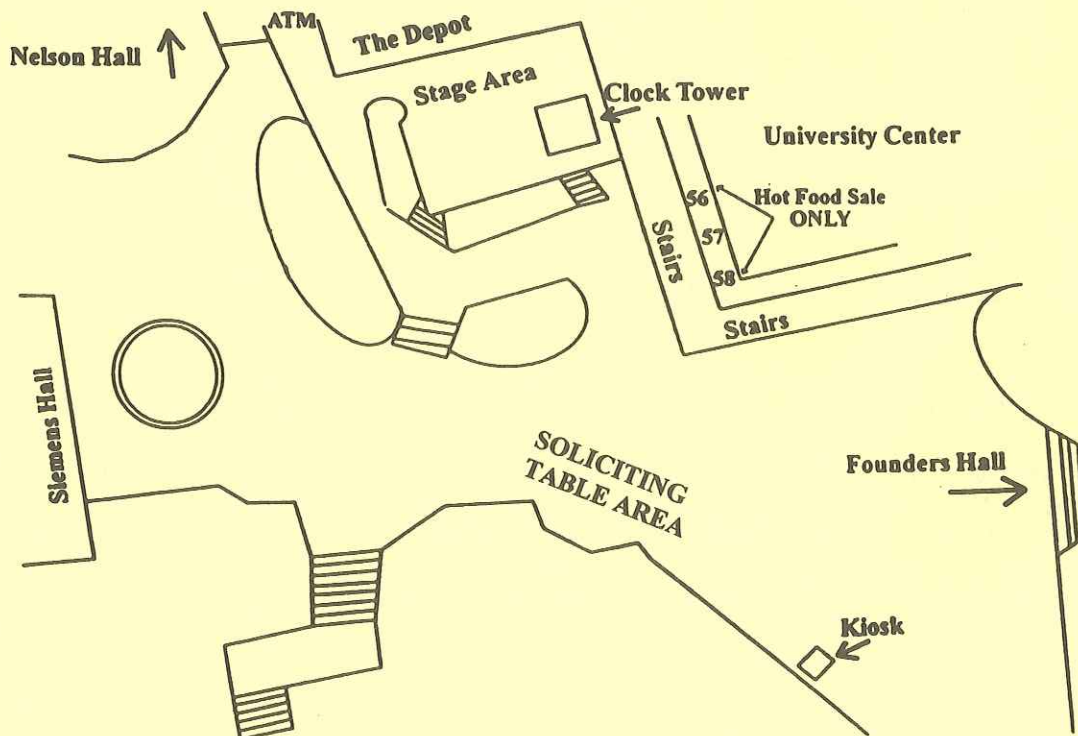 ATM
The Depot
Nelson Hall
Stage Area
Clock Tower
University Center
56
Hot Food Sale
ONLY
57
Stairs
58
Stairs
Siemens Hall
SOLICITING
TABLE AREA
Founders Hall
Kiosk